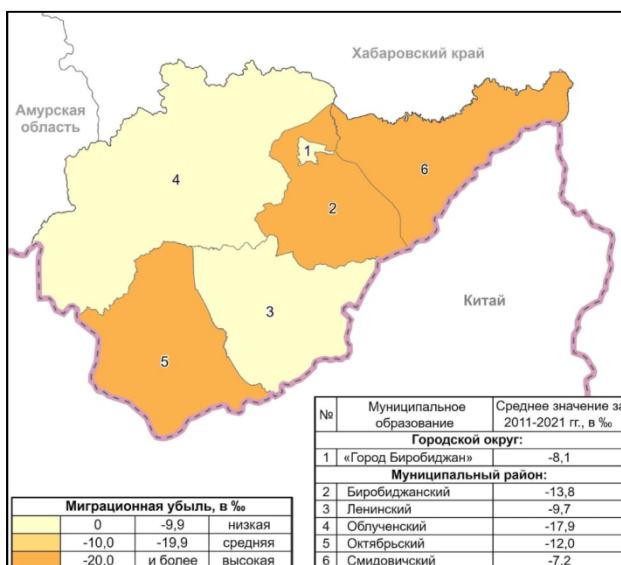 Хабаровский край
Амурская
область
1
4
6
2
Китай
3
5
№ Муниципальное образование Среднее значение за 2011-2021 гг., в ‰
Городской округ:
1 «Город Биробиджан» -8,1
Муниципальный район:
2 Биробиджанский -13,8
3 Ленинский -9,7
4 Облученский -17,9
5 Октябрьский -12,0
6 Смидовичский -7,2
Миграционная убыль, в ‰
0 -9,9 низкая
-10,0 -19,9 средняя
-20,0 и более высокая